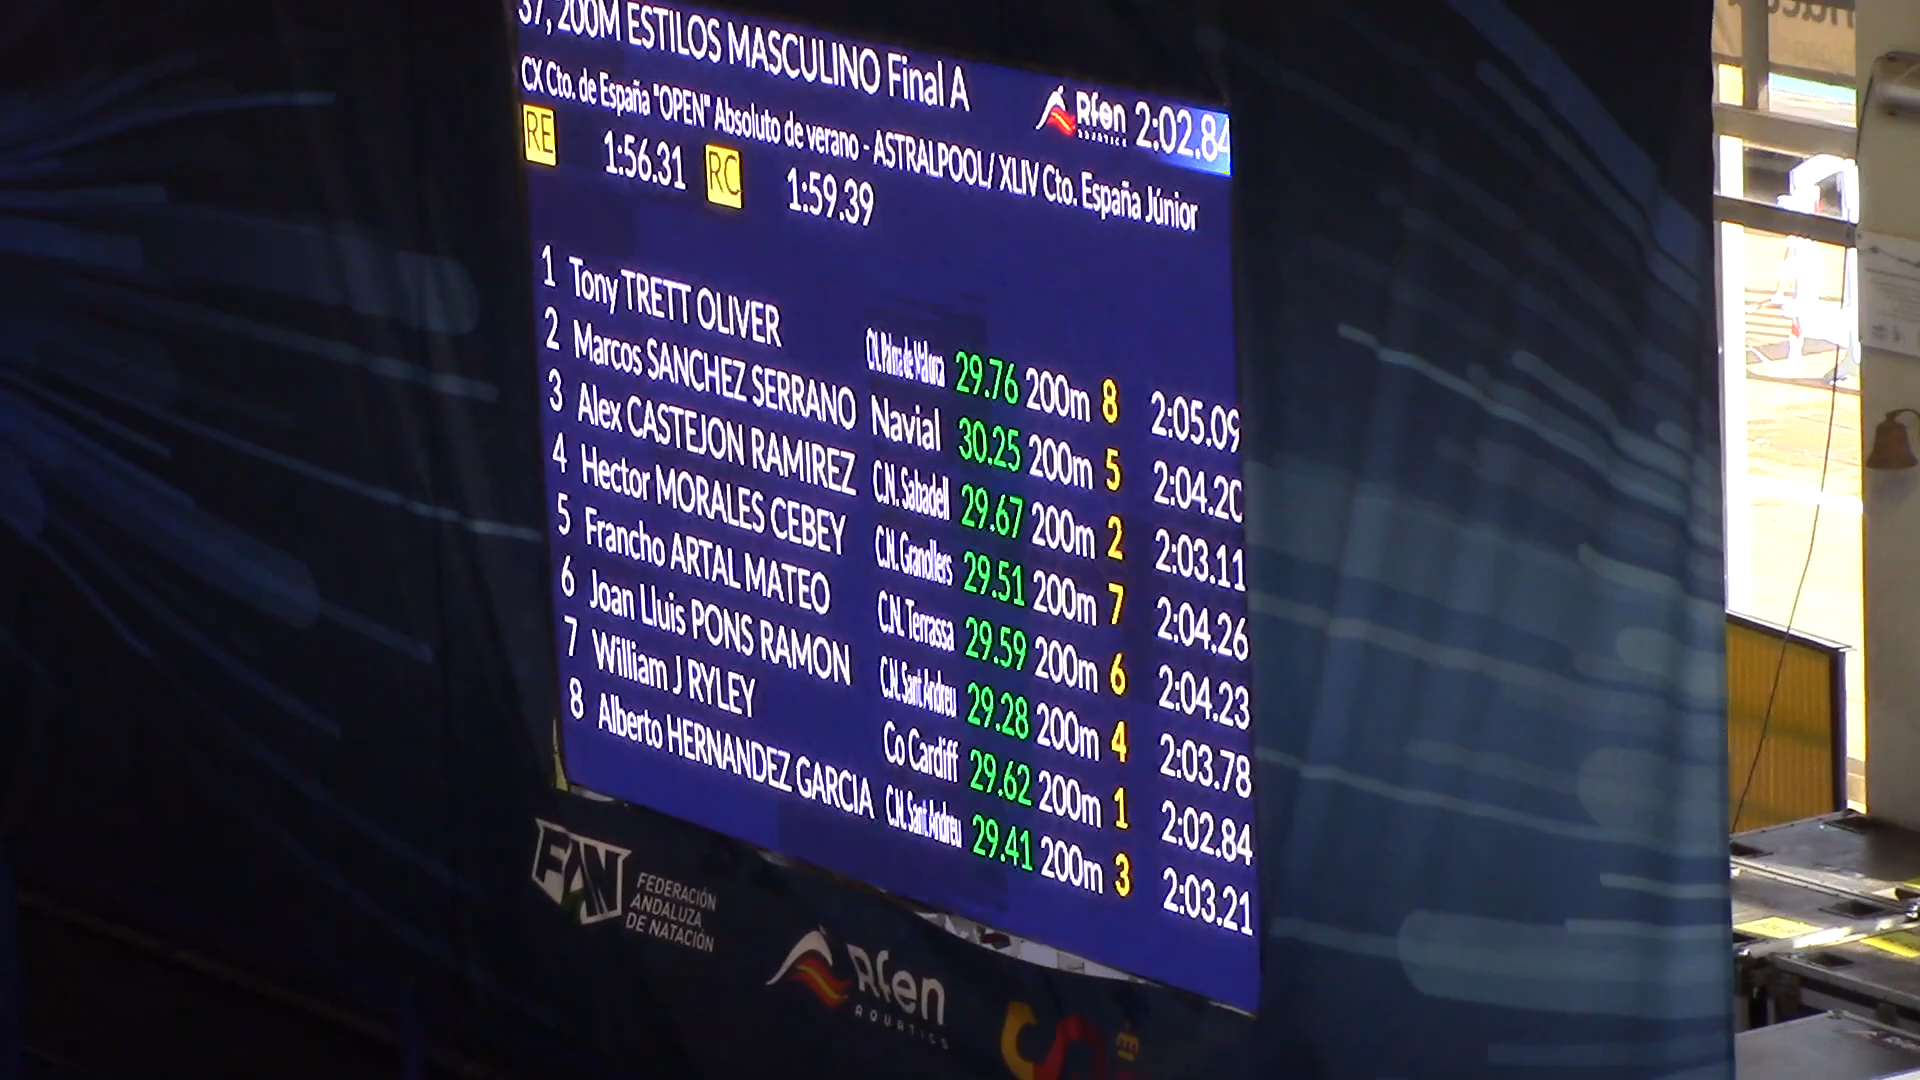 37, 200M ESTILOS MASCULINO Final A
Rfen
AQUATICS
2:02.84
CX Cto. de España "OPEN" Absoluto de verano - ASTRALPOOL/ XLIV Cto. España Júnior
RE 1:56.31 RC 1:59.39
1 Tony TRETT OLIVER C.N. Palma de Mallorca 29.76 200m 8 2:05.09
2 Marcos SANCHEZ SERRANO Navial 30.25 200m 5 2:04.20
3 Alex CASTEJON RAMIREZ C.N. Sabadell 29.67 200m 2 2:03.11
4 Hector MORALES CEBEY C.N. Granollers 29.51 200m 7 2:04.26
5 Francho ARTAL MATEO C.N. Terrassa 29.59 200m 6 2:04.23
6 Joan Lluis PONS RAMON C.N. Sant Andreu 29.28 200m 4 2:03.78
7 William J RYLEY Co Cardiff 29.62 200m 1 2:02.84
8 Alberto HERNANDEZ GARCIA C.N. Sant Andreu 29.41 200m 3 2:03.21
FAN
FEDERACIÓN
ANDALUZA
DE NATACIÓN
Rfen
AQUATICS